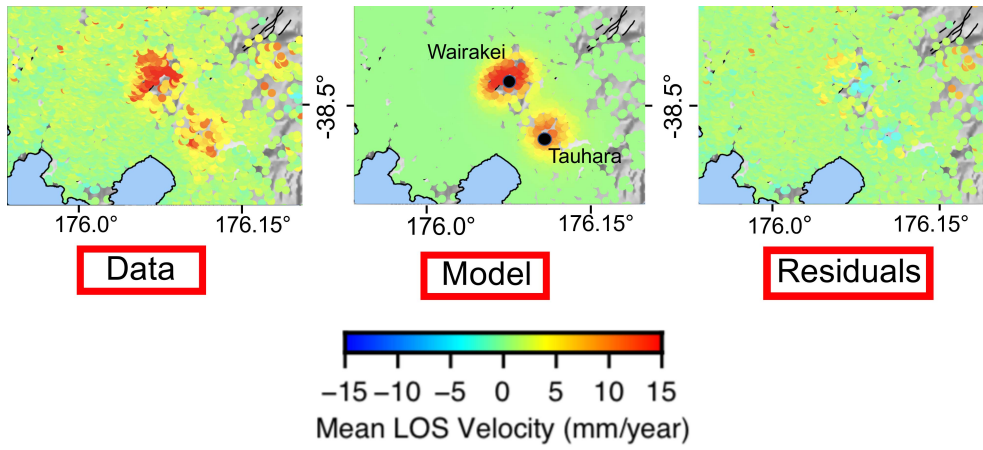 Wairakei
Tauhara
-38.5°
-38.5°
176.0° 176.15°
176.0° 176.15°
176.0° 176.15°
Data
Model
Residuals
−15 −10 −5 0 5 10 15
Mean LOS Velocity (mm/year)